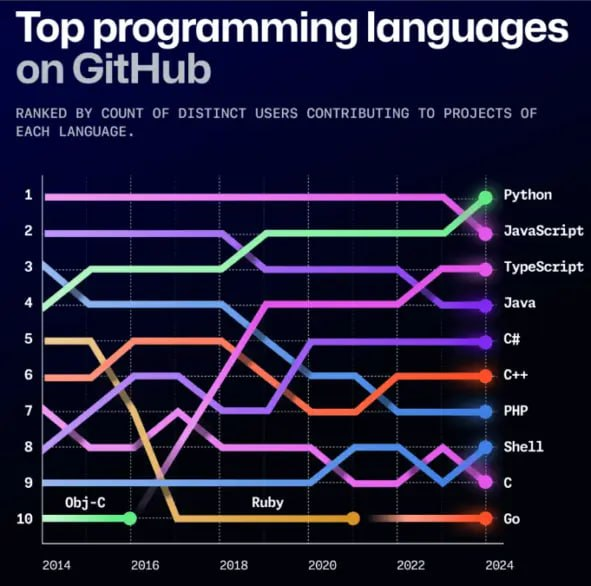 Top programming languages
on GitHub
RANKED BY COUNT OF DISTINCT USERS CONTRIBUTING TO PROJECTS OF
EACH LANGUAGE.
1 Python
2 JavaScript
3 TypeScript
4 Java
5 C#
6 C++
7 PHP
8 Shell
9 C
Obj-C Ruby
10 Go
2014 2016 2018 2020 2022 2024